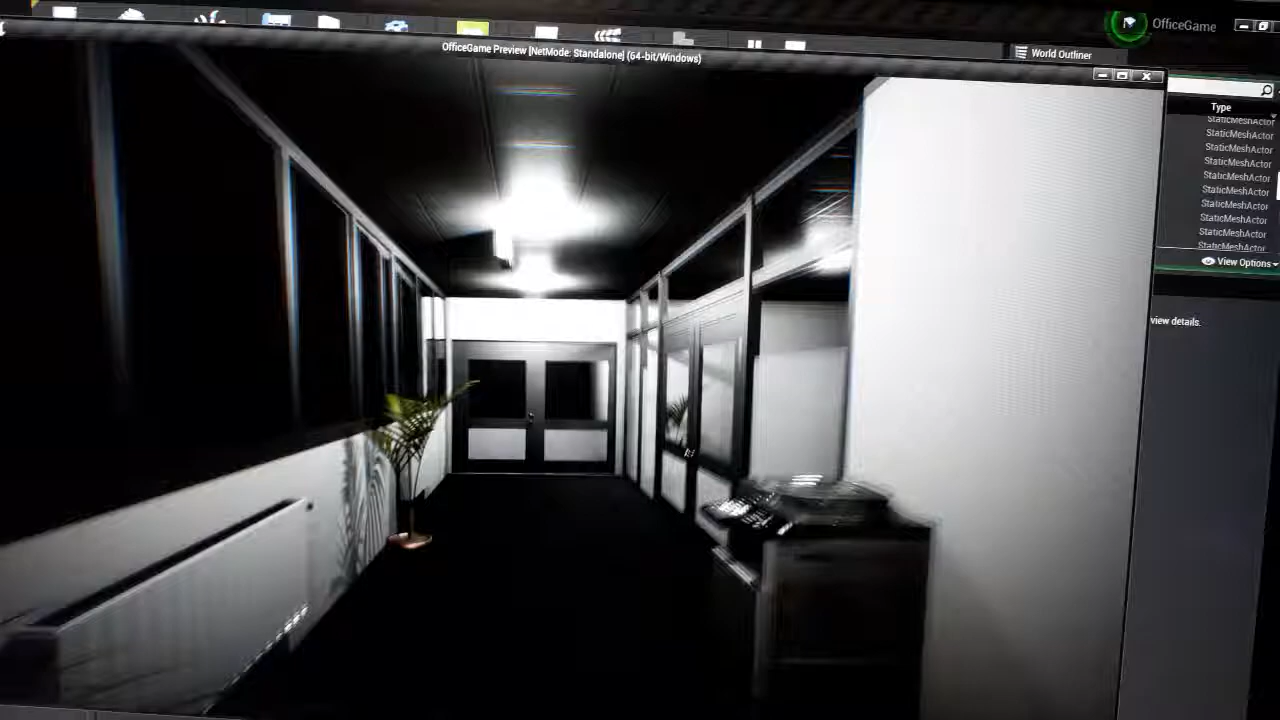 OfficeGame
OfficeGame Preview [NetMode: Standalone] (64-bit/Windows)
World Outliner
Type
StaticMeshActor
StaticMeshActor
StaticMeshActor
StaticMeshActor
StaticMeshActor
StaticMeshActor
StaticMeshActor
StaticMeshActor
StaticMeshActor
StaticMeshActor
View Options
view details.